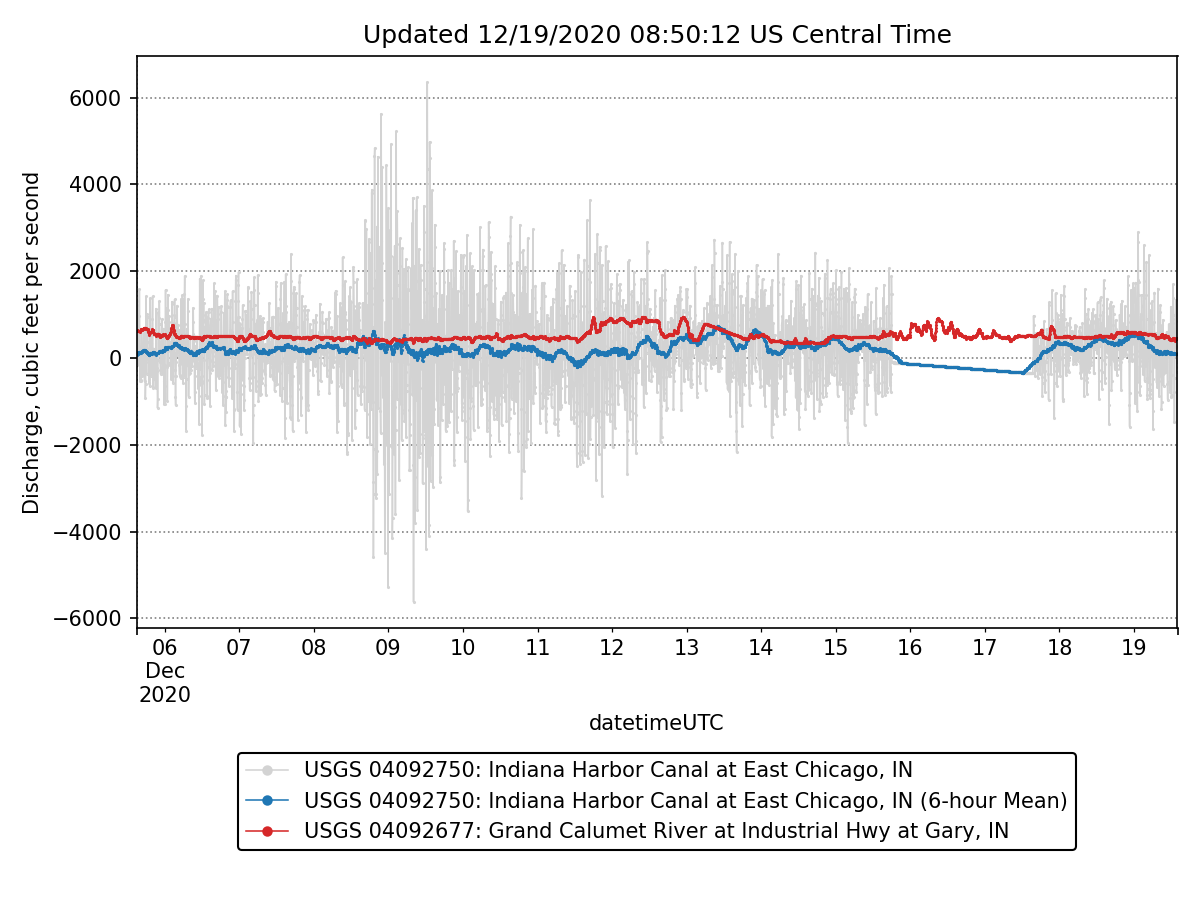 Updated 12/19/2020 08:50:12 US Central Time
Discharge, cubic feet per second
6000
4000
2000
0
−2000
−4000
−6000
06 07 08 09 10 11 12 13 14 15 16 17 18 19
Dec
2020
datetimeUTC
USGS 04092750: Indiana Harbor Canal at East Chicago, IN
USGS 04092750: Indiana Harbor Canal at East Chicago, IN (6-hour Mean)
USGS 04092677: Grand Calumet River at Industrial Hwy at Gary, IN